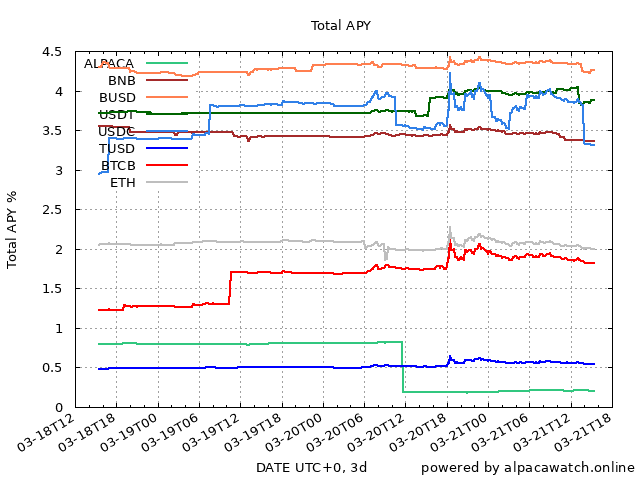 Total APY
Total APY %
4.5
4
3.5
3
2.5
2
1.5
1
0.5
0
ALPACA
BNB
BUSD
USDT
USDC
TUSD
BTCB
ETH
03-18T12
03-18T18
03-19T00
03-19T06
03-19T12
03-19T18
03-20T00
03-20T06
03-20T12
03-20T18
03-21T00
03-21T06
03-21T12
03-21T18
DATE UTC+0, 3d
powered by alpacawatch.online